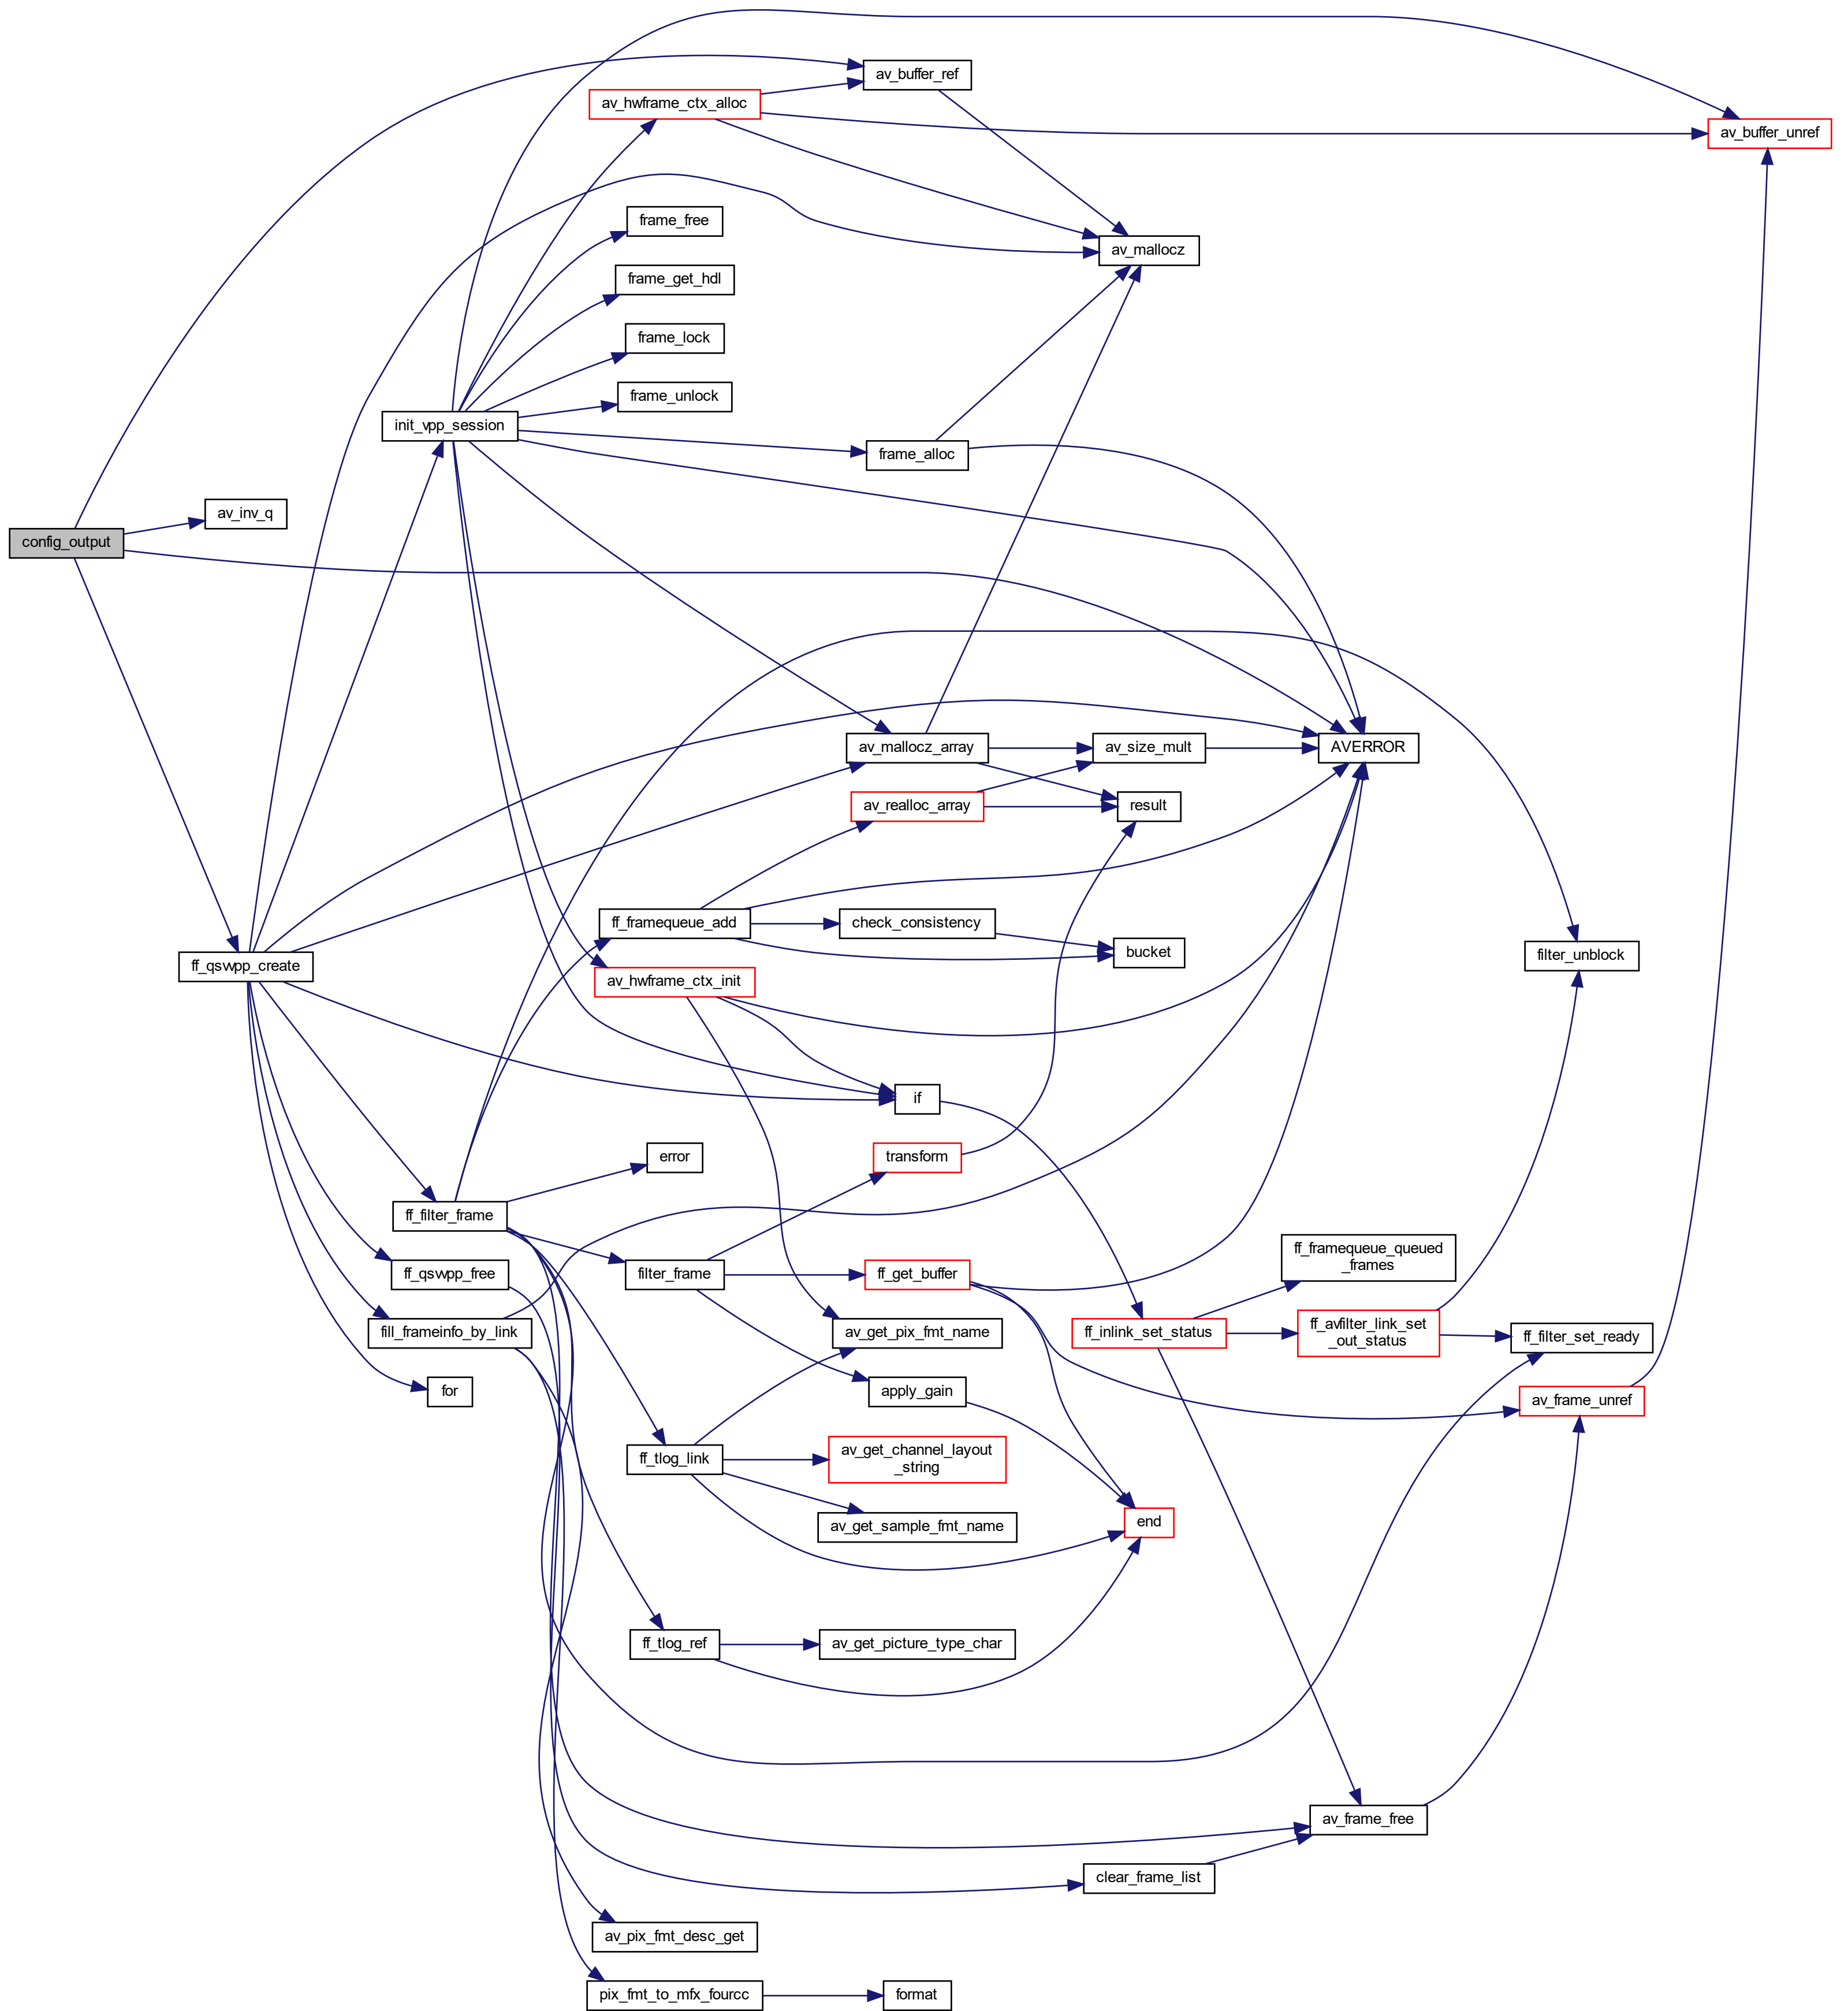 av_buffer_ref
av_hwframe_ctx_alloc
av_buffer_unref
frame_free
av_mallocz
frame_get_hdl
frame_lock
frame_unlock
init_vpp_session
frame_alloc
av_inv_q
config_output
av_mallocz_array
av_size_mult
AVERROR
av_realloc_array
result
ff_framequeue_add
check_consistency
bucket
filter_unblock
ff_qsvvpp_create
av_hwframe_ctx_init
if
error
transform
ff_filter_frame
ff_framequeue_queued
_frames
ff_qsvvpp_free
filter_frame
ff_get_buffer
fill_frameinfo_by_link
av_get_pix_fmt_name
ff_inlink_set_status
ff_avfilter_link_set
_out_status
ff_filter_set_ready
for
apply_gain
av_frame_unref
ff_tlog_link
av_get_channel_layout
_string
av_get_sample_fmt_name
end
ff_tlog_ref
av_get_picture_type_char
av_frame_free
clear_frame_list
av_pix_fmt_desc_get
pix_fmt_to_mfx_fourcc
format